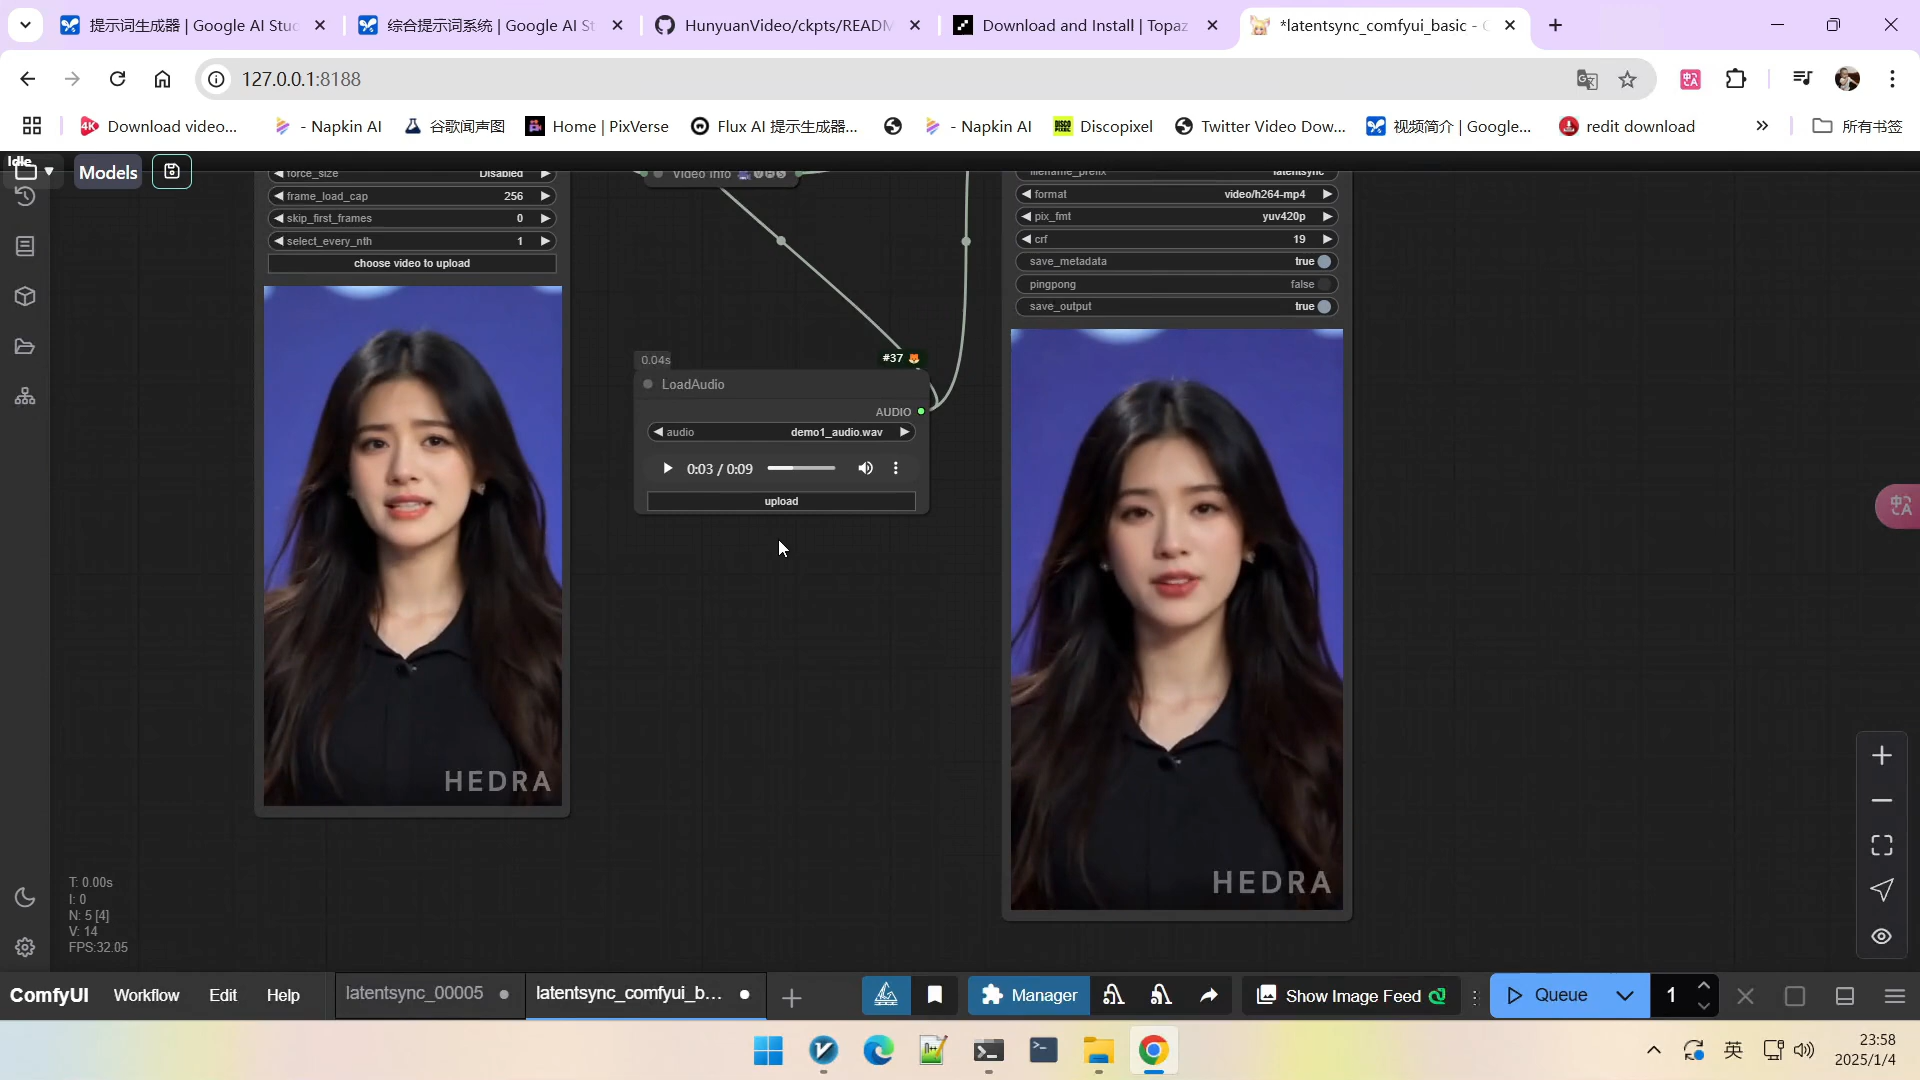 提示词生成器 | Google AI Stud
综合提示词系统 | Google AI St
HunyuanVideo/ckpts/READM
Download and Install | Topaz
*latentsync_comfyui_basic - C
127.0.0.1:8188
Download video...
- Napkin AI
谷歌闻声图
Home | PixVerse
Flux AI 提示生成器...
- Napkin AI
Discopixel
Twitter Video Dow...
视频简介 | Google...
redit download
所有书签
Idle
Models
force_size Disabled
frame_load_cap 256
skip_first_frames 0
select_every_nth 1
choose video to upload
HEDRA
Video Info
0.04s
#37
LoadAudio
AUDIO
audio demo1_audio.wav
0:03 / 0:09
upload
filename_prefix latentsync
format video/h264-mp4
pix_fmt yuv420p
crf 19
save_metadata true
pingpong false
save_output true
HEDRA
T: 0.00s
I: 0
N: 5 [4]
V: 14
FPS:32.05
ComfyUI
Workflow
Edit
Help
latentsync_00005
latentsync_comfyui_b...
Manager
Show Image Feed
Queue
1
英
23:58
2025/1/4